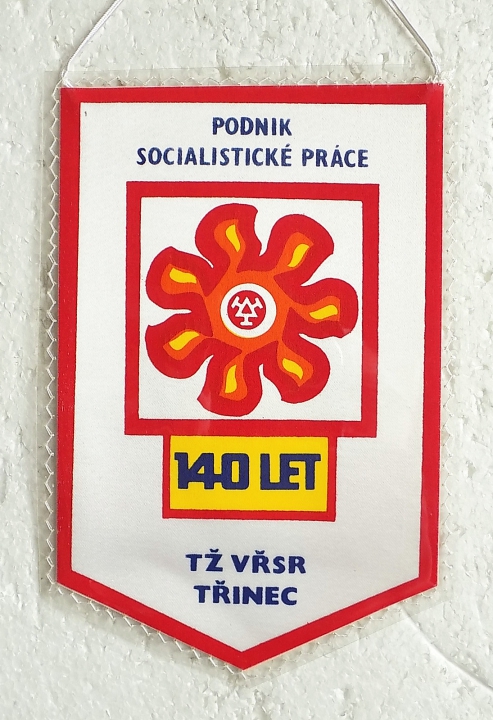 PODNIK
SOCIALISTICKÉ PRÁCE
140 LET
TŽ VŘSR
TŘINEC